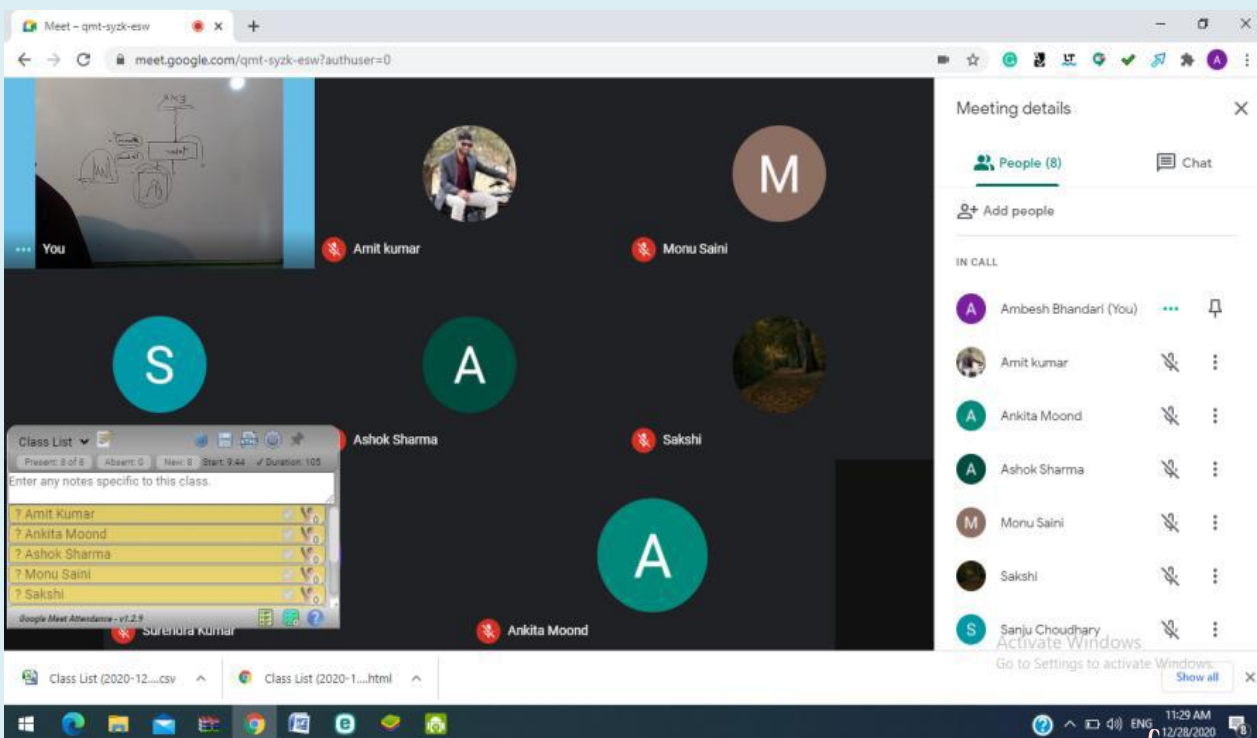 Meet – qmt-syzk-esw
meet.google.com/qmt-syzk-esw?authuser=0
A
You
Amit kumar
M
Monu Saini
S
A
Ashok Sharma
Sakshi
Class List
Present: 8 of 8 Absent: 0 New: 8 Start: 9:44 ✓ Duration: 105
Enter any notes specific to this class.
? Amit Kumar
? Ankita Moond
? Ashok Sharma
? Monu Saini
? Sakshi
Google Meet Attendance - v1.2.9
Surendra Kumar
A
Ankita Moond
Meeting details
People (8)
Chat
Add people
IN CALL
A Ambesh Bhandari (You)
Amit kumar
A Ankita Moond
A Ashok Sharma
M Monu Saini
Sakshi
S Sanju Choudhary
Activate Windows
Go to Settings to activate Windows.
Class List (2020-12....csv
Class List (2020-1....html
Show all
ENG
11:29 AM
12/28/2020
8